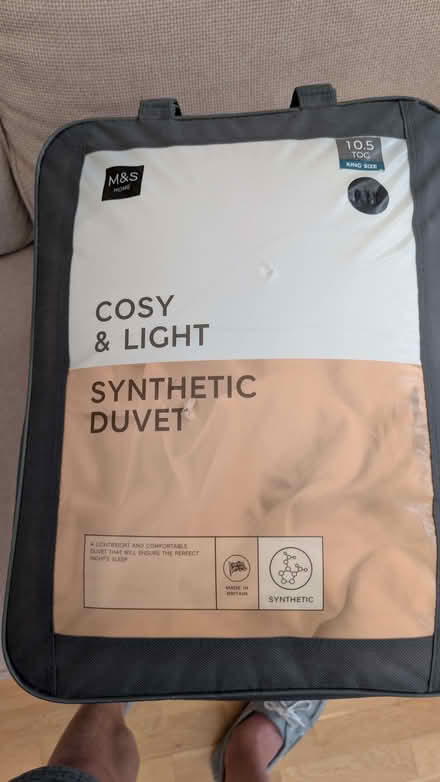 M&S
HOME
10.5
TOG
KING SIZE
COSY
& LIGHT
SYNTHETIC
DUVET
A LIGHTWEIGHT AND COMFORTABLE
DUVET THAT WILL ENSURE THE PERFECT
NIGHT'S SLEEP
MADE IN
BRITAIN
SYNTHETIC